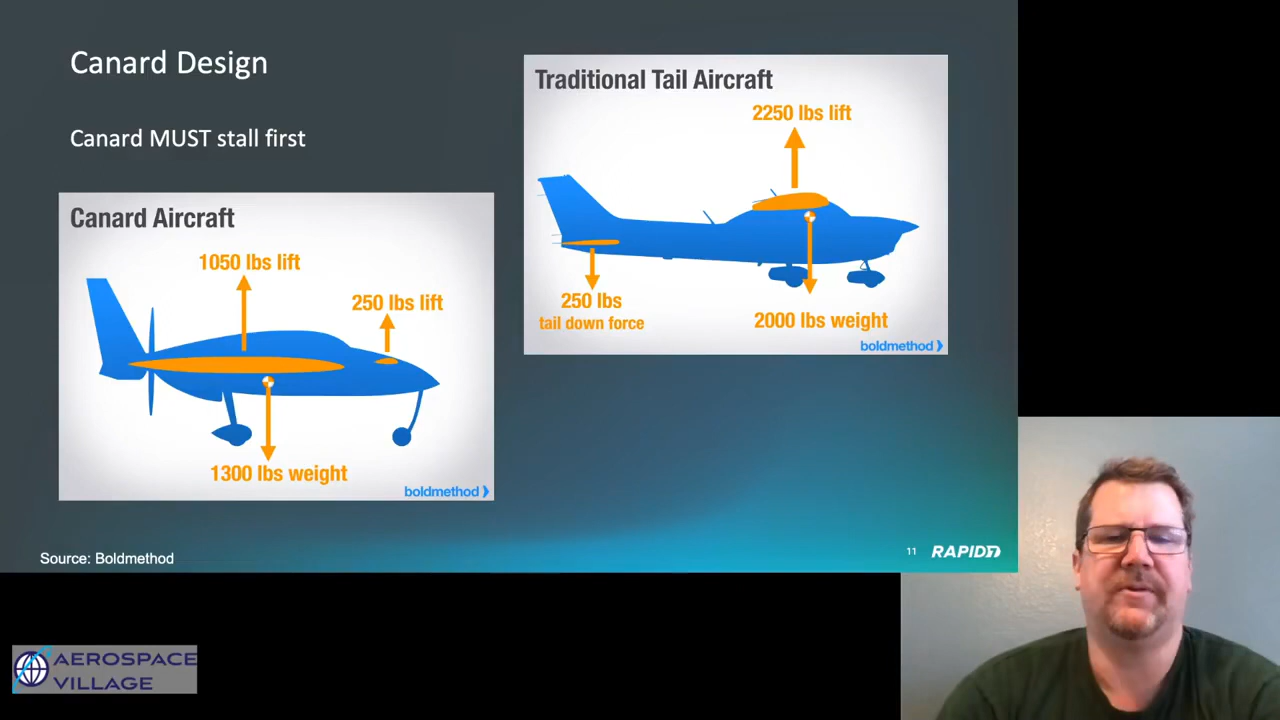 Canard Design
Canard MUST stall first
Canard Aircraft
1050 lbs lift
250 lbs lift
1300 lbs weight
boldmethod
Traditional Tail Aircraft
2250 lbs lift
250 lbs
tail down force
2000 lbs weight
boldmethod
Source: Boldmethod
11
RAPID7
AEROSPACE
VILLAGE